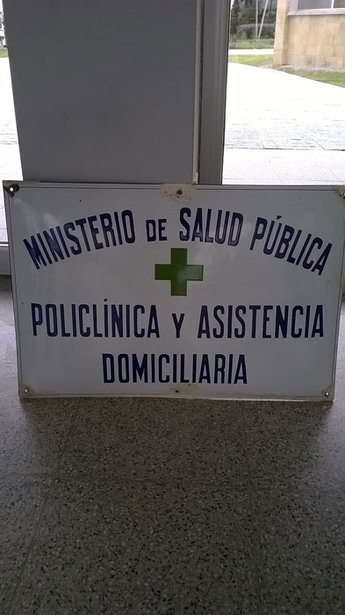 MINISTERIO DE SALUD PÚBLICA
POLICLÍNICA Y ASISTENCIA
DOMICILIARIA